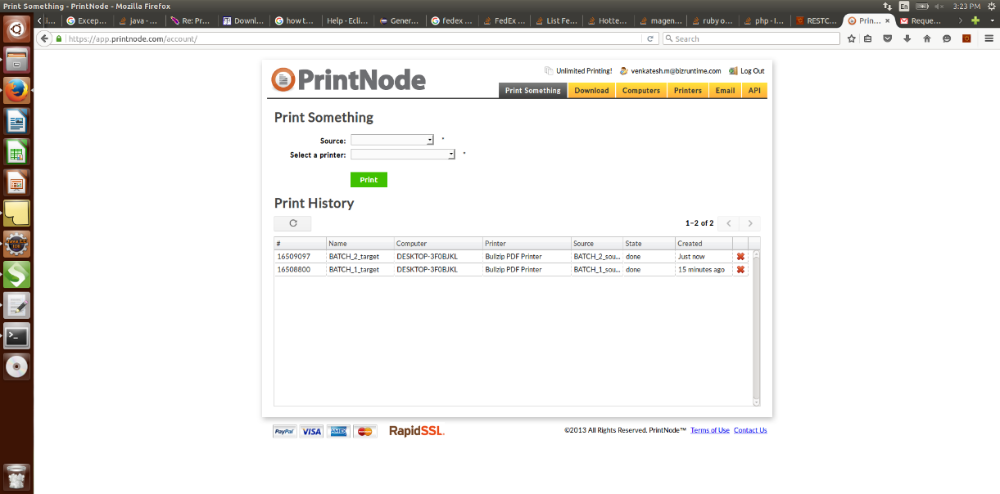 Print Something - PrintNode - Mozilla Firefox
En
3:23 PM
i...
Excep...
java - ...
Re: Pr...
Downl...
how t...
Help - Ecli...
Gener...
fedex ...
FedEx ...
List Fe...
Hotte...
magen...
ruby o...
php - I...
RESTC...
Prin...
Reque...
https://app.printnode.com/account/
Search
PrintNode
Unlimited Printing!
venkatesh.m@bizruntime.com
Log Out
Print Something
Download
Computers
Printers
Email
API
Print Something
Source:
*
Select a printer:
*
Print
Print History
1–2 of 2
# Name Computer Printer Source State Created
16509097 BATCH_2_target DESKTOP-3F0BJKL Bullzip PDF Printer BATCH_2_sou... done Just now
16508800 BATCH_1_target DESKTOP-3F0BJKL Bullzip PDF Printer BATCH_1_sou... done 15 minutes ago
PayPal
VISA
AMEX
RapidSSL.
©2013 All Rights Reserved. PrintNode™ Terms of Use Contact Us